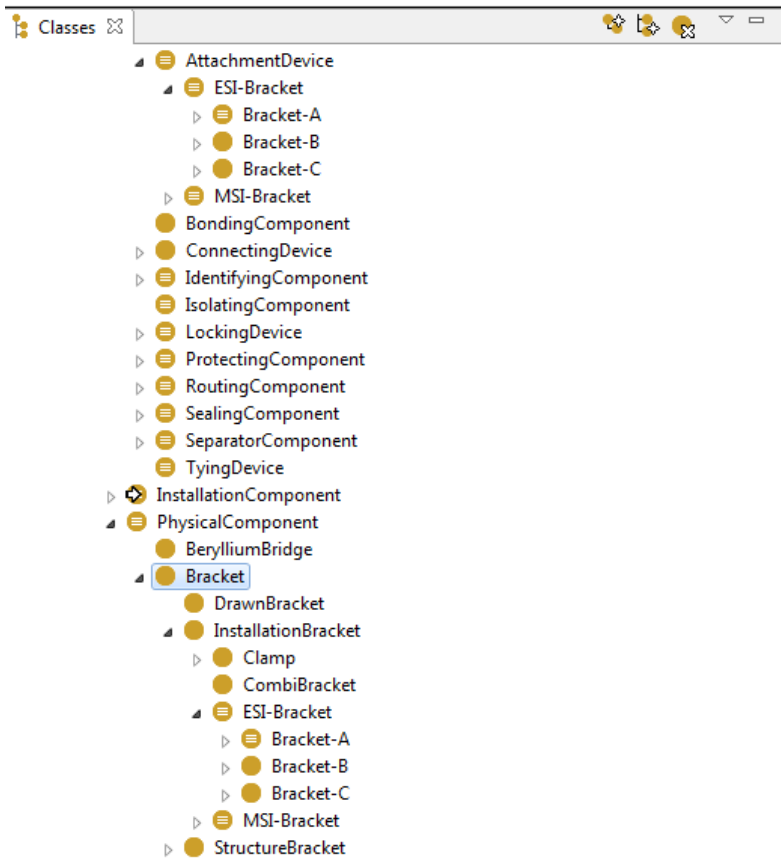 Classes
AttachmentDevice
ESI-Bracket
Bracket-A
Bracket-B
Bracket-C
MSI-Bracket
BondingComponent
ConnectingDevice
IdentifyingComponent
IsolatingComponent
LockingDevice
ProtectingComponent
RoutingComponent
SealingComponent
SeparatorComponent
TyingDevice
InstallationComponent
PhysicalComponent
BerylliumBridge
Bracket
DrawnBracket
InstallationBracket
Clamp
CombiBracket
ESI-Bracket
Bracket-A
Bracket-B
Bracket-C
MSI-Bracket
StructureBracket